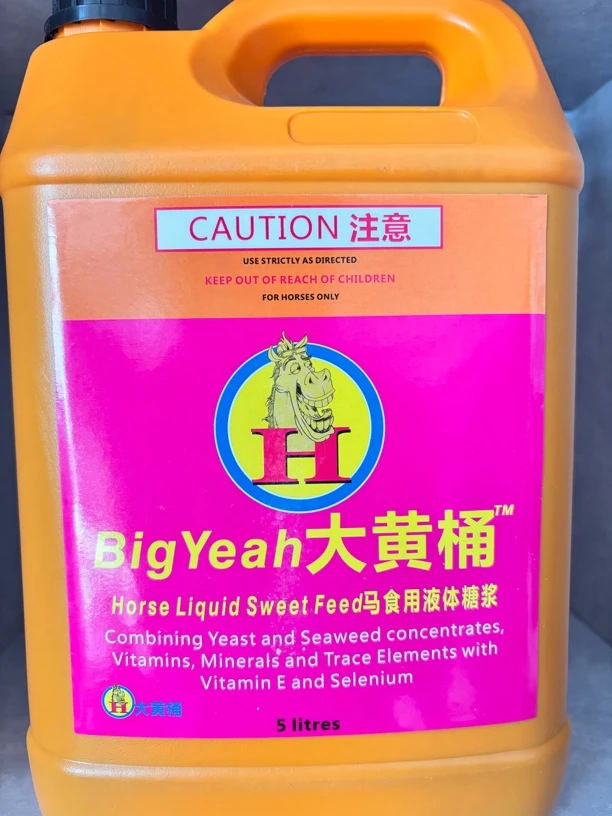 CAUTION 注意
USE STRICTLY AS DIRECTED
KEEP OUT OF REACH OF CHILDREN
FOR HORSES ONLY
H
BigYeah大黄桶™
Horse Liquid Sweet Feed马食用液体糖浆
Combining Yeast and Seaweed concentrates,
Vitamins, Minerals and Trace Elements with
Vitamin E and Selenium
H大黄桶
5 litres